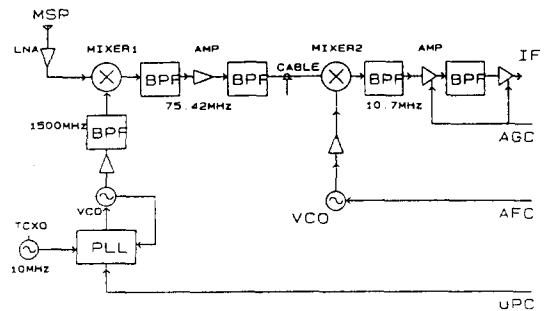 MSP
LNA
MIXER1
AMP
MIXER2
AMP
IF
CABLE
BPF
BPF
BPF
BPF
75.42MHz
10.7MHz
1500MHz
BPF
AGC
VCO
VCO
AFC
TCXO
PLL
10MHz
uPC